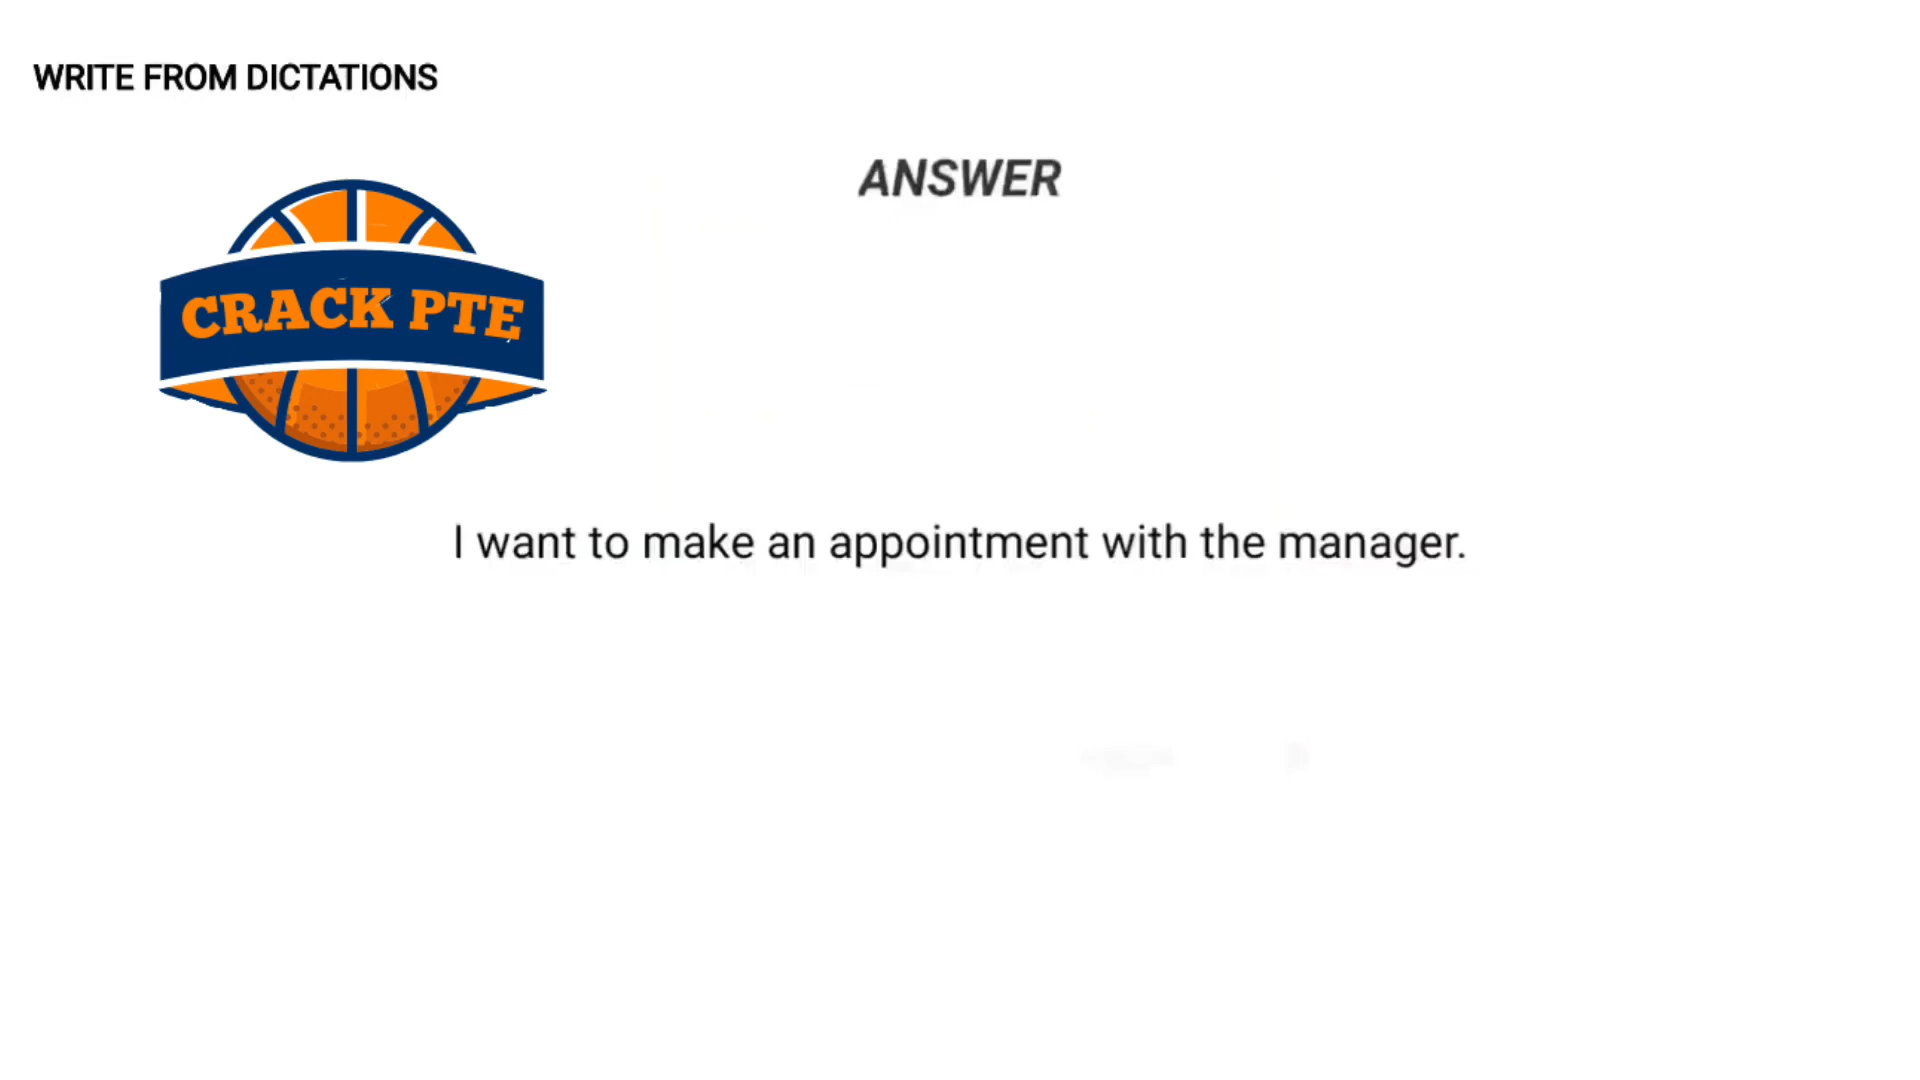 WRITE FROM DICTATIONS
ANSWER
CRACK PTE
I want to make an appointment with the manager.